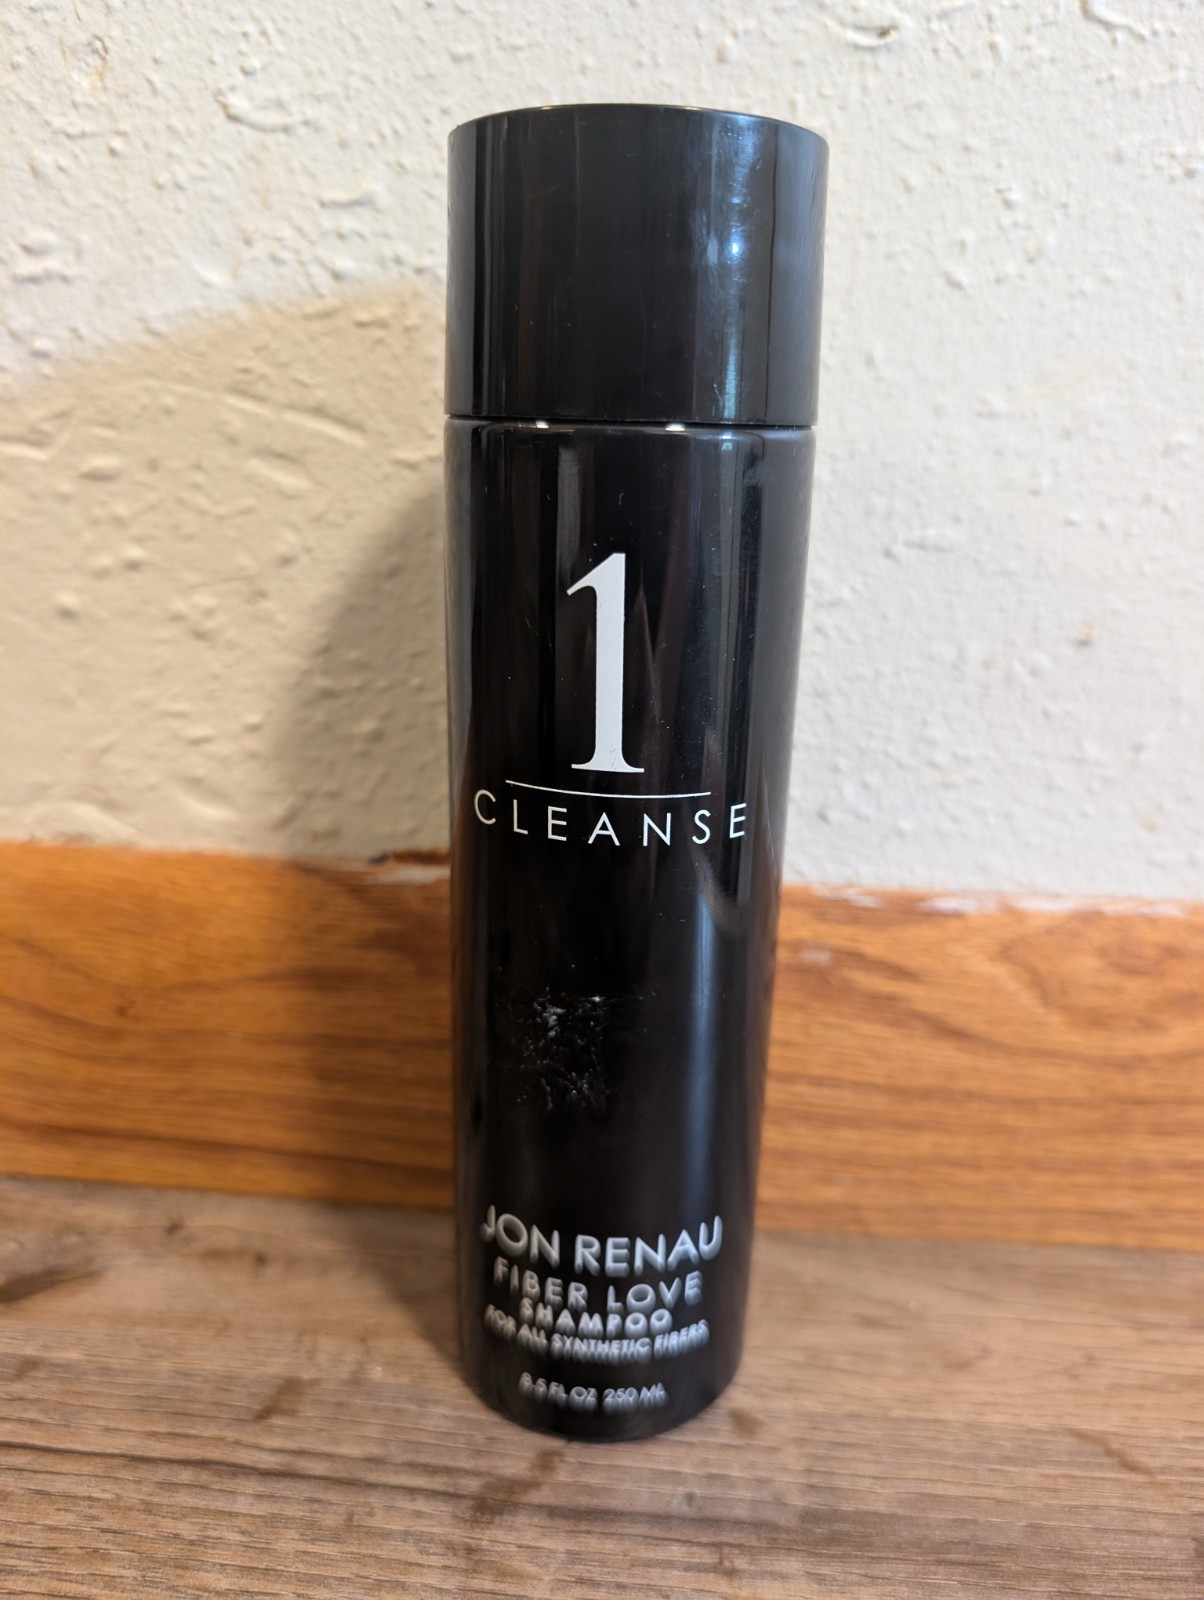 1
CLEANSE
JON RENAU
FIBER LOVE
SHAMPOO
FOR ALL SYNTHETIC FIBERS
8.5 FL OZ 250 ML